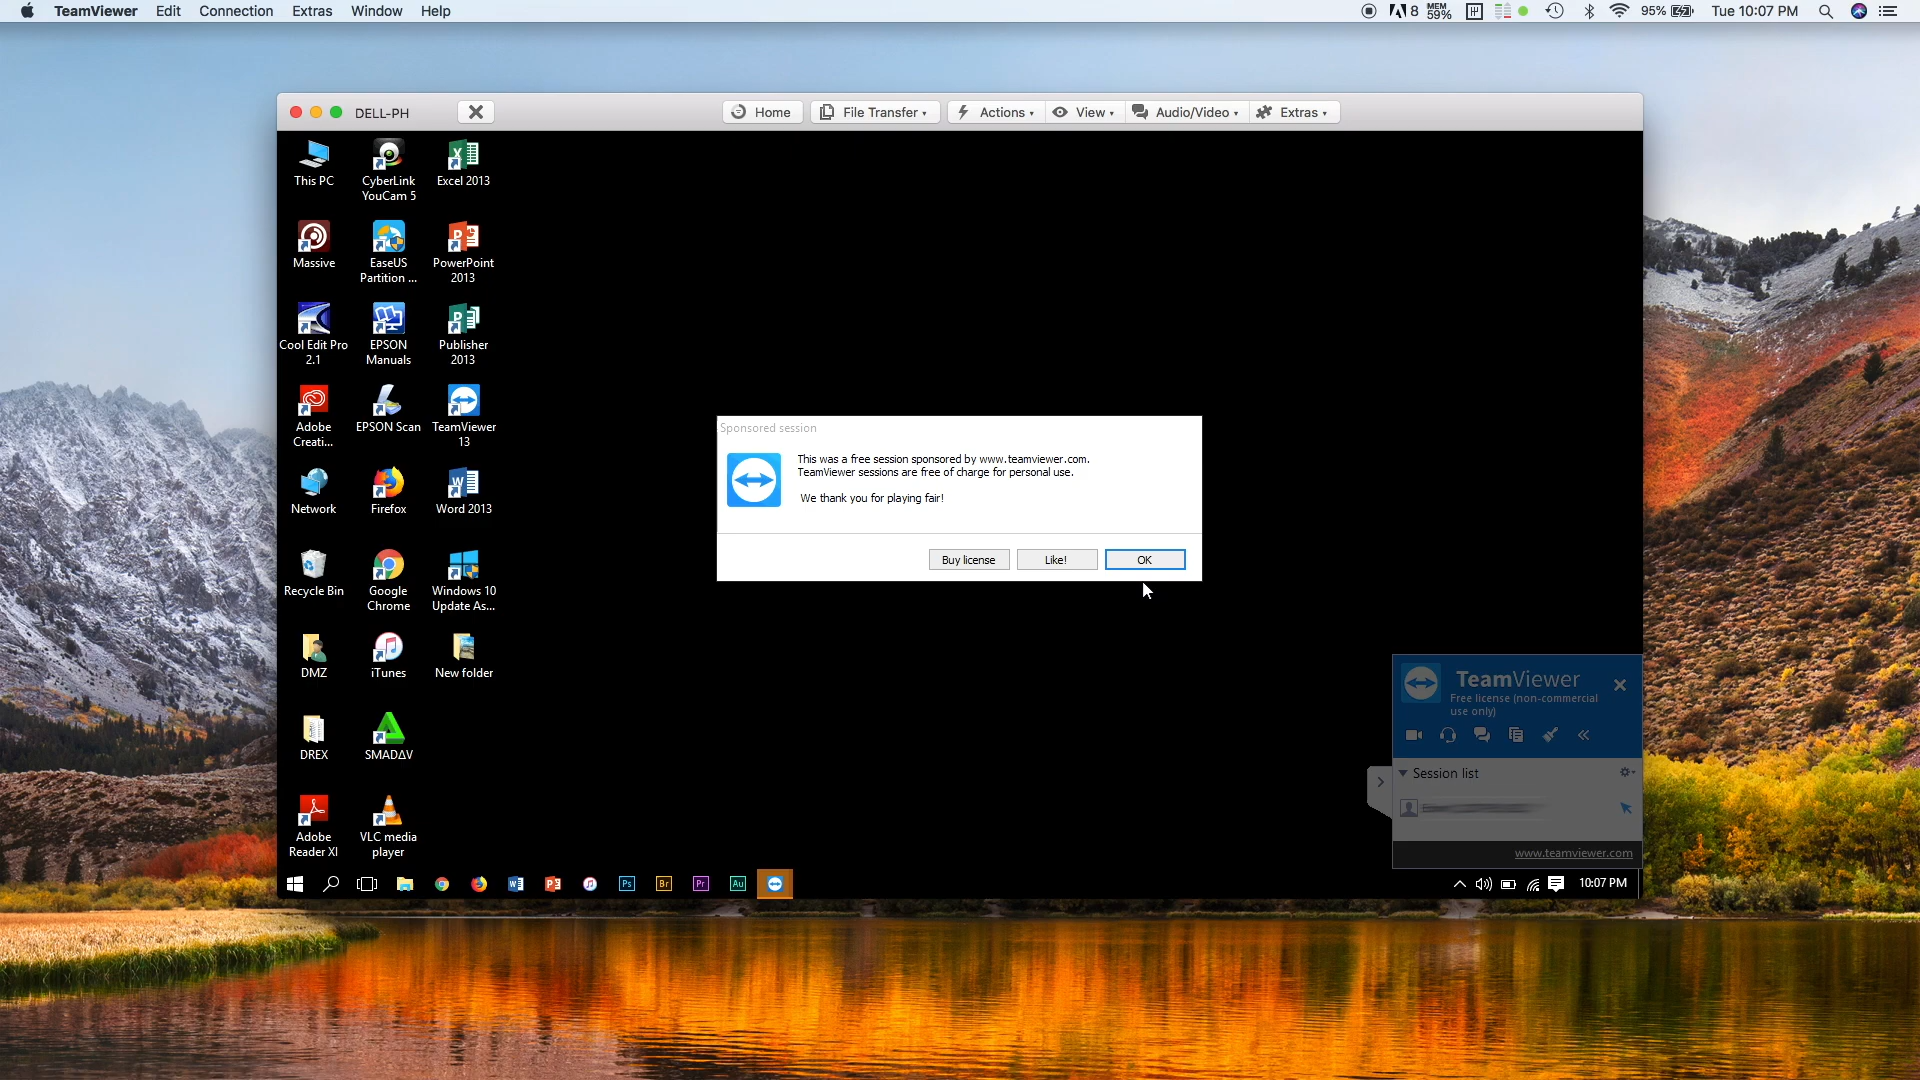 TeamViewer Edit Connection Extras Window Help
8 MEM 59% 95% Tue 10:07 PM
DELL-PH
Home File Transfer Actions View Audio/Video Extras
This PC
CyberLink
YouCam 5
Excel 2013
Massive
EaseUS
Partition ...
PowerPoint
2013
Cool Edit Pro
2.1
EPSON
Manuals
Publisher
2013
Adobe
Creati...
EPSON Scan
TeamViewer
13
Network
Firefox
Word 2013
Recycle Bin
Google
Chrome
Windows 10
Update As...
DMZ
iTunes
New folder
DREX
SMADΔV
Adobe
Reader XI
VLC media
player
Sponsored session
This was a free session sponsored by www.teamviewer.com.
TeamViewer sessions are free of charge for personal use.
We thank you for playing fair!
Buy license Like! OK
TeamViewer
Free license (non-commercial
use only)
Session list
www.teamviewer.com
Ps Br Pr Au
10:07 PM